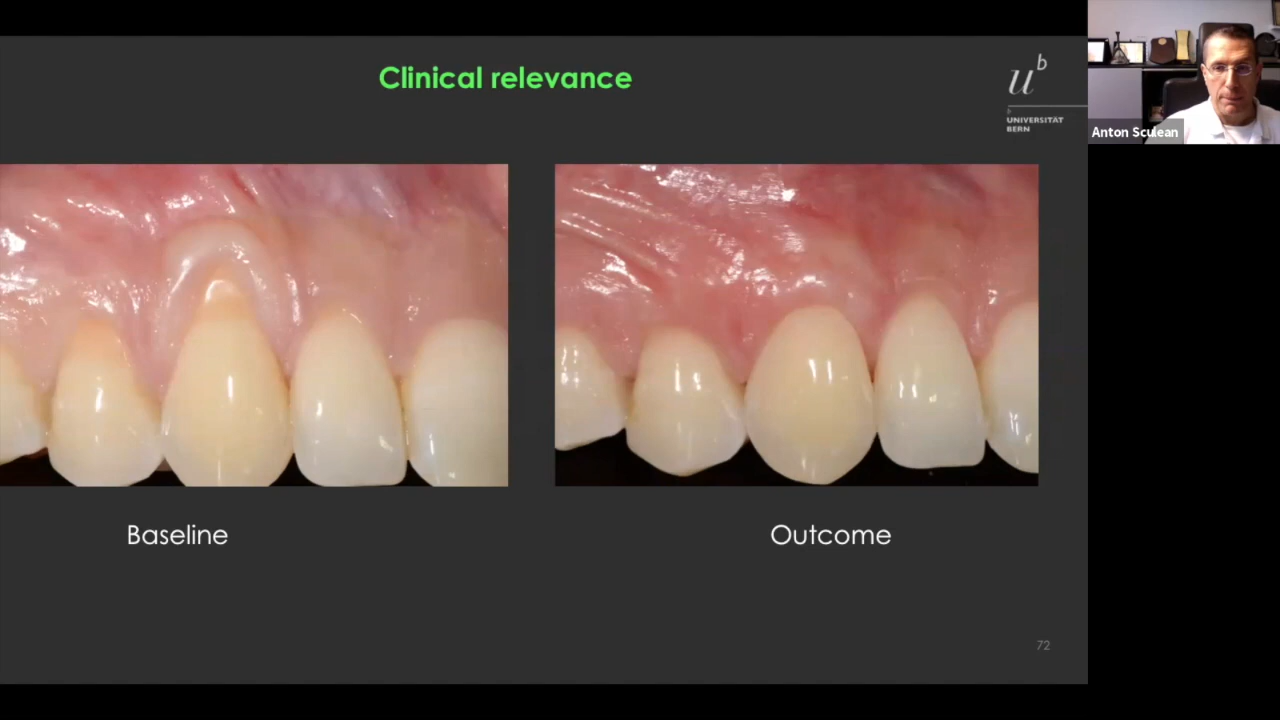 Clinical relevance
u
b
b
UNIVERSITÄT
BERN
Anton Sculean
Baseline
Outcome
72